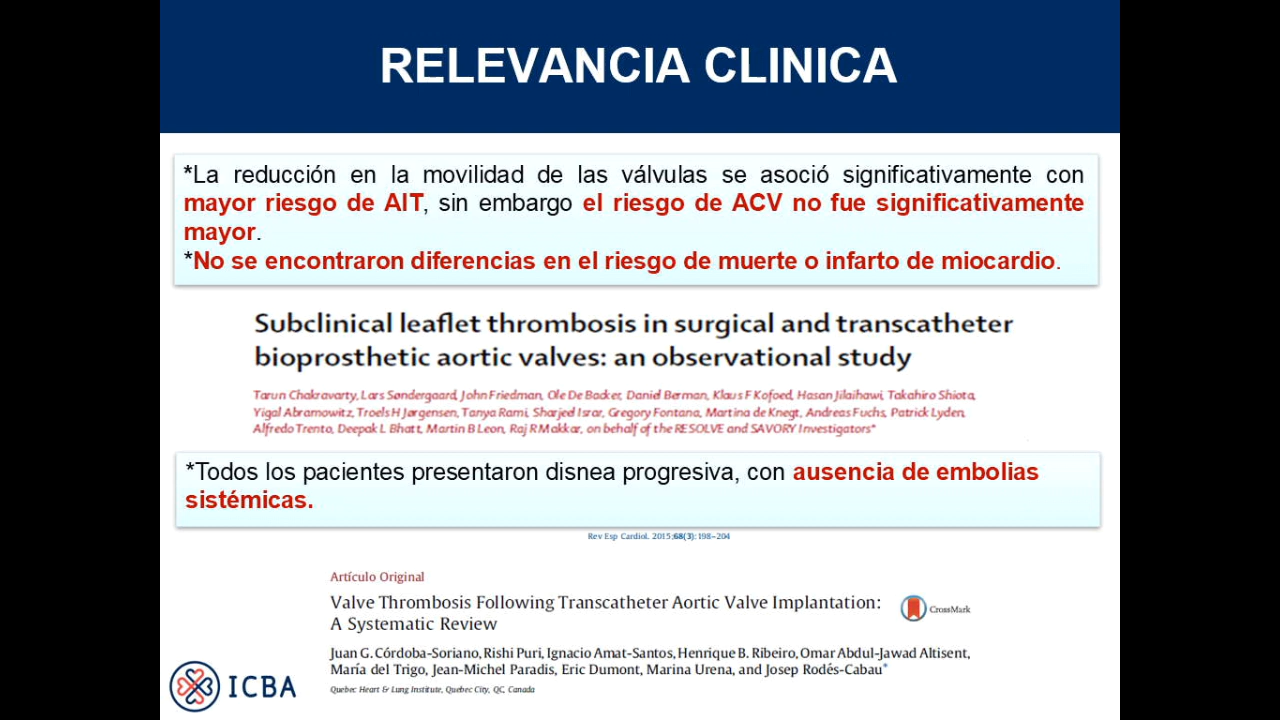 RELEVANCIA CLINICA
*La reducción en la movilidad de las válvulas se asoció significativamente con
mayor riesgo de AIT, sin embargo el riesgo de ACV no fue significativamente
mayor.
*No se encontraron diferencias en el riesgo de muerte o infarto de miocardio.
Subclinical leaflet thrombosis in surgical and transcatheter
bioprosthetic aortic valves: an observational study
Tarun Chakravarty, Lars Søndergaard, John Friedman, Ole De Backer, Daniel Berman, Klaus F Kofoed, Hasan Jilaihawi, Takahiro Shiota,
Yigal Abramowitz, Troels H Jørgensen, Tanya Rami, Sharjeel Israr, Gregory Fontana, Martina de Knegt, Andreas Fuchs, Patrick Lyden,
Alfredo Trento, Deepak L Bhatt, Martin B Leon, Raj R Makkar, on behalf of the RESOLVE and SAVORY Investigators*
*Todos los pacientes presentaron disnea progresiva, con ausencia de embolias
sistémicas.
Rev Esp Cardiol. 2015;68(3):198–204
Artículo Original
Valve Thrombosis Following Transcatheter Aortic Valve Implantation:
A Systematic Review
CrossMark
Juan G. Córdoba-Soriano, Rishi Puri, Ignacio Amat-Santos, Henrique B. Ribeiro, Omar Abdul-Jawad Altisent,
María del Trigo, Jean-Michel Paradis, Eric Dumont, Marina Urena, and Josep Rodés-Cabau*
Quebec Heart & Lung Institute, Quebec City, QC, Canada
ICBA